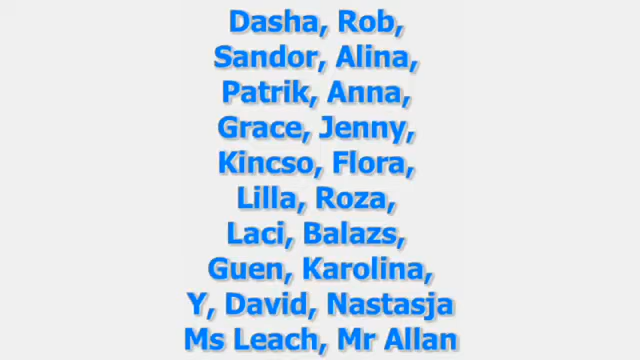 Dasha, Rob,
Sandor, Alina,
Patrik, Anna,
Grace, Jenny,
Kincso, Flora,
Lilla, Roza,
Laci, Balazs,
Guen, Karolina,
Y, David, Nastasja
Ms Leach, Mr Allan